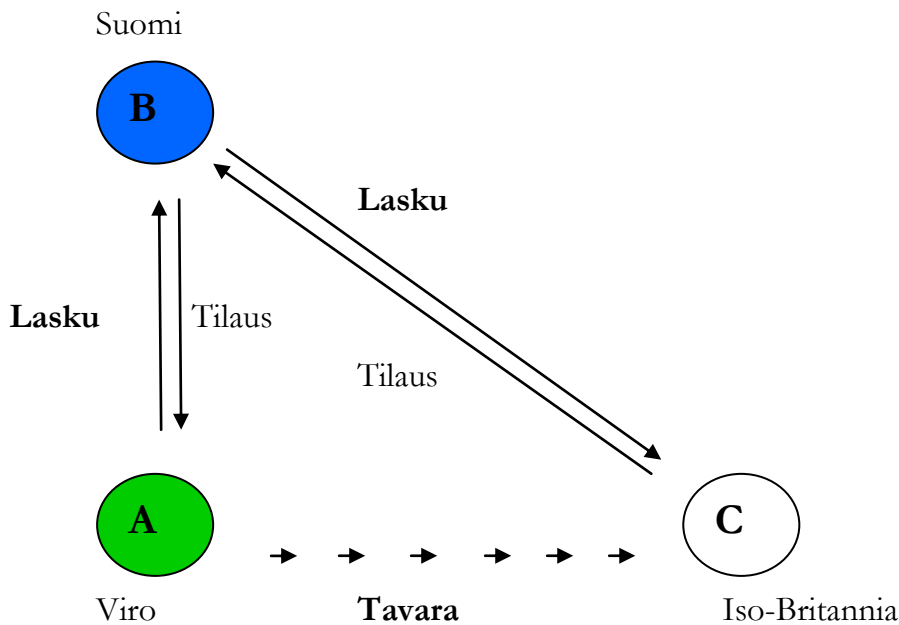 Suomi
B
Lasku
Lasku
Tilaus
Tilaus
A
C
Viro
Tavara
Iso-Britannia